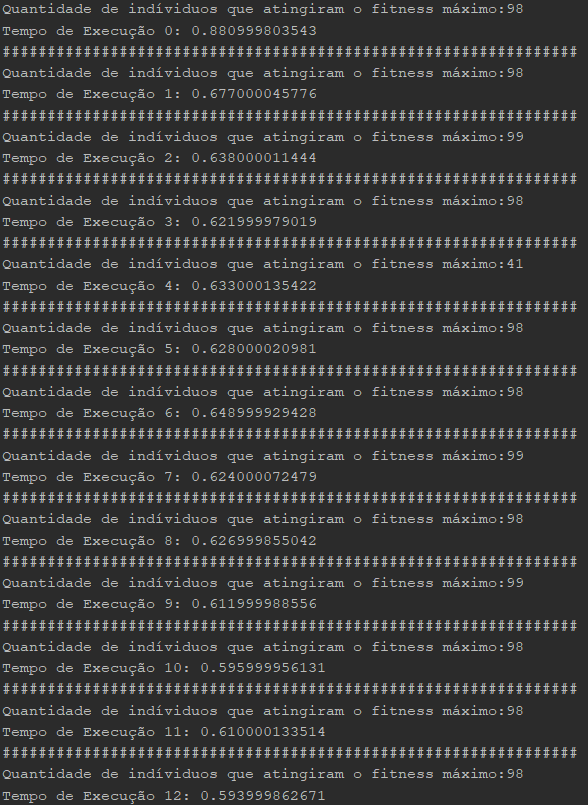 Quantidade de indíviduos que atingiram o fitness máximo:98
Tempo de Execução 0: 0.880999803543
################################################################
Quantidade de indíviduos que atingiram o fitness máximo:98
Tempo de Execução 1: 0.677000045776
################################################################
Quantidade de indíviduos que atingiram o fitness máximo:99
Tempo de Execução 2: 0.638000011444
################################################################
Quantidade de indíviduos que atingiram o fitness máximo:98
Tempo de Execução 3: 0.621999979019
################################################################
Quantidade de indíviduos que atingiram o fitness máximo:41
Tempo de Execução 4: 0.633000135422
################################################################
Quantidade de indíviduos que atingiram o fitness máximo:98
Tempo de Execução 5: 0.628000020981
################################################################
Quantidade de indíviduos que atingiram o fitness máximo:98
Tempo de Execução 6: 0.648999929428
################################################################
Quantidade de indíviduos que atingiram o fitness máximo:99
Tempo de Execução 7: 0.624000072479
################################################################
Quantidade de indíviduos que atingiram o fitness máximo:98
Tempo de Execução 8: 0.626999855042
################################################################
Quantidade de indíviduos que atingiram o fitness máximo:99
Tempo de Execução 9: 0.611999988556
################################################################
Quantidade de indíviduos que atingiram o fitness máximo:98
Tempo de Execução 10: 0.595999956131
################################################################
Quantidade de indíviduos que atingiram o fitness máximo:98
Tempo de Execução 11: 0.610000133514
################################################################
Quantidade de indíviduos que atingiram o fitness máximo:98
Tempo de Execução 12: 0.593999862671